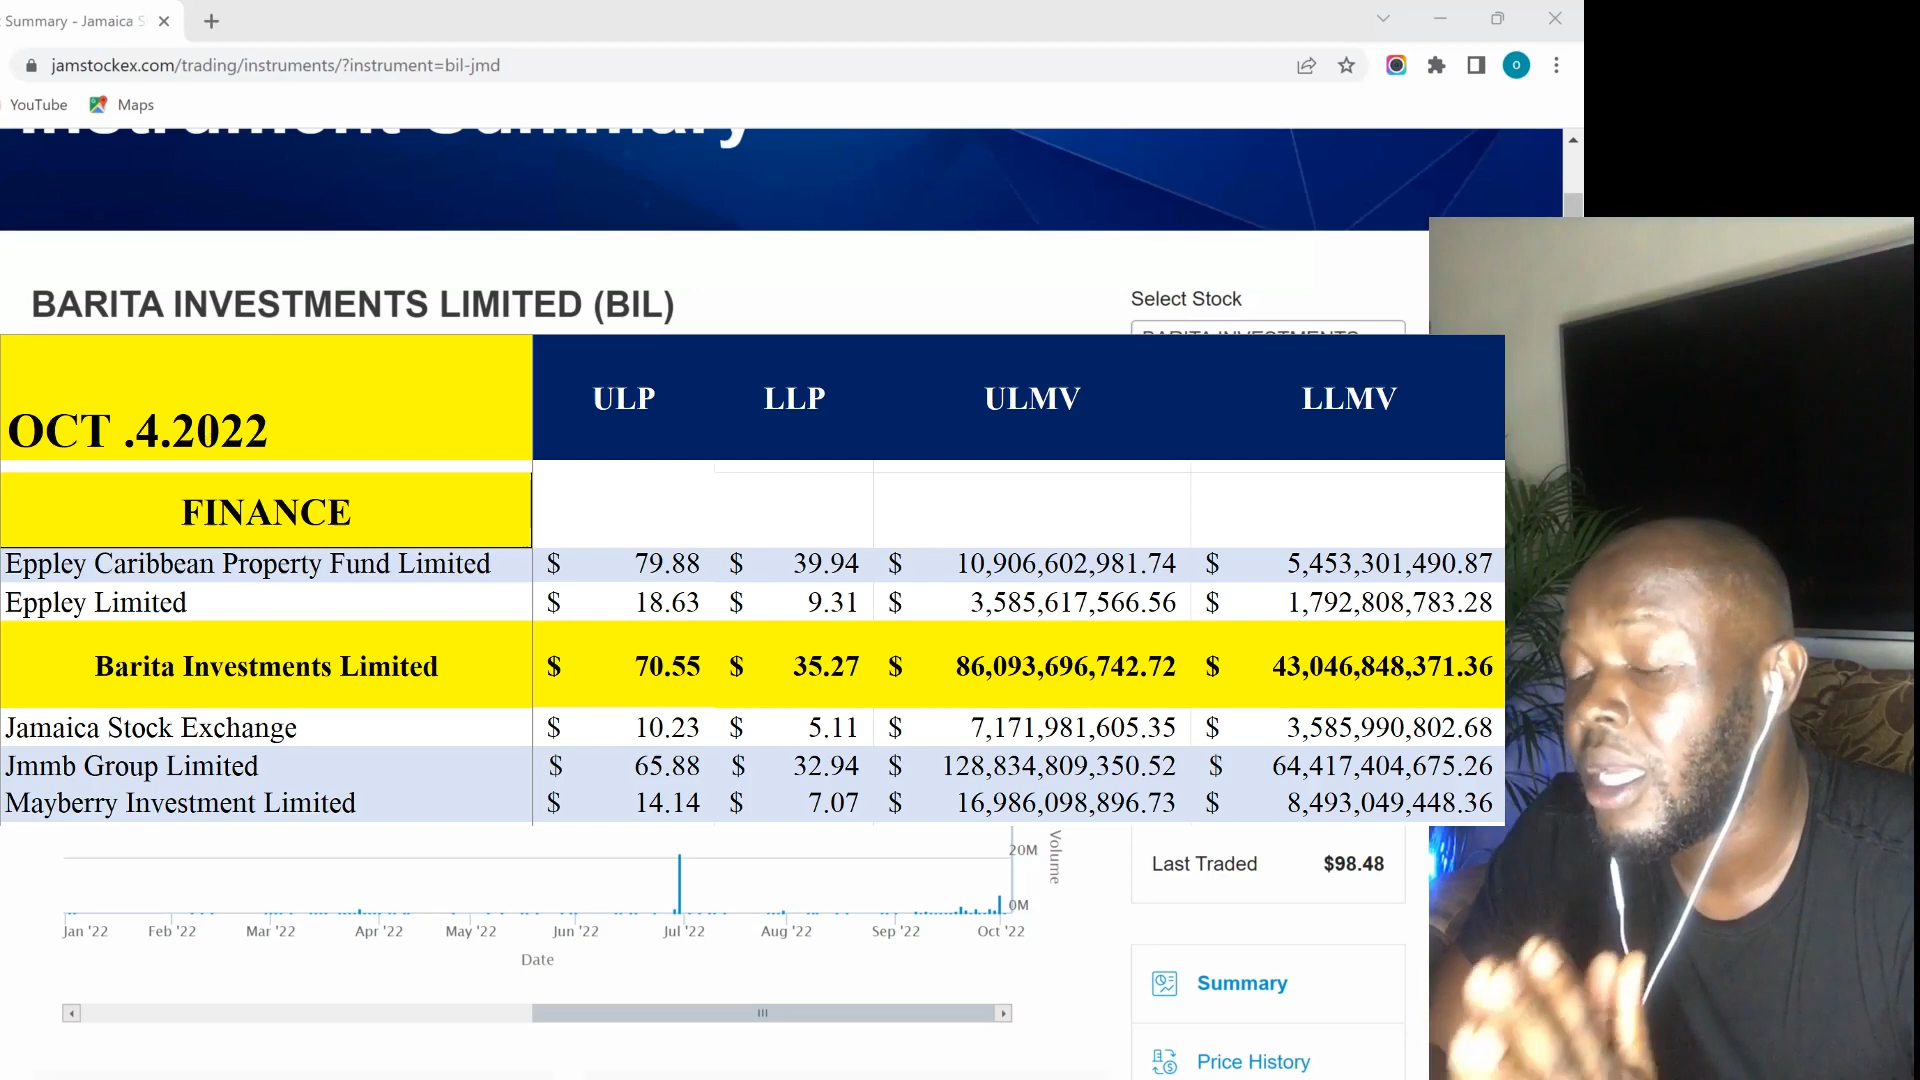 Summary - Jamaica S
jamstockex.com/trading/instruments/?instrument=bil-jmd
o
YouTube Maps
Instrument Summary
BARITA INVESTMENTS LIMITED (BIL)
Select Stock
BARITA INVESTMENTS
OCT .4.2022 ULP LLP ULMV LLMV
FINANCE
Eppley Caribbean Property Fund Limited $ 79.88 $ 39.94 $ 10,906,602,981.74 $ 5,453,301,490.87
Eppley Limited $ 18.63 $ 9.31 $ 3,585,617,566.56 $ 1,792,808,783.28
Barita Investments Limited $ 70.55 $ 35.27 $ 86,093,696,742.72 $ 43,046,848,371.36
Jamaica Stock Exchange $ 10.23 $ 5.11 $ 7,171,981,605.35 $ 3,585,990,802.68
Jmmb Group Limited $ 65.88 $ 32.94 $ 128,834,809,350.52 $ 64,417,404,675.26
Mayberry Investment Limited $ 14.14 $ 7.07 $ 16,986,098,896.73 $ 8,493,049,448.36
20M
Volume
0M
Jan '22 Feb '22 Mar '22 Apr '22 May '22 Jun '22 Jul '22 Aug '22 Sep '22 Oct '22
Date
Last Traded $98.48
Summary
Price History